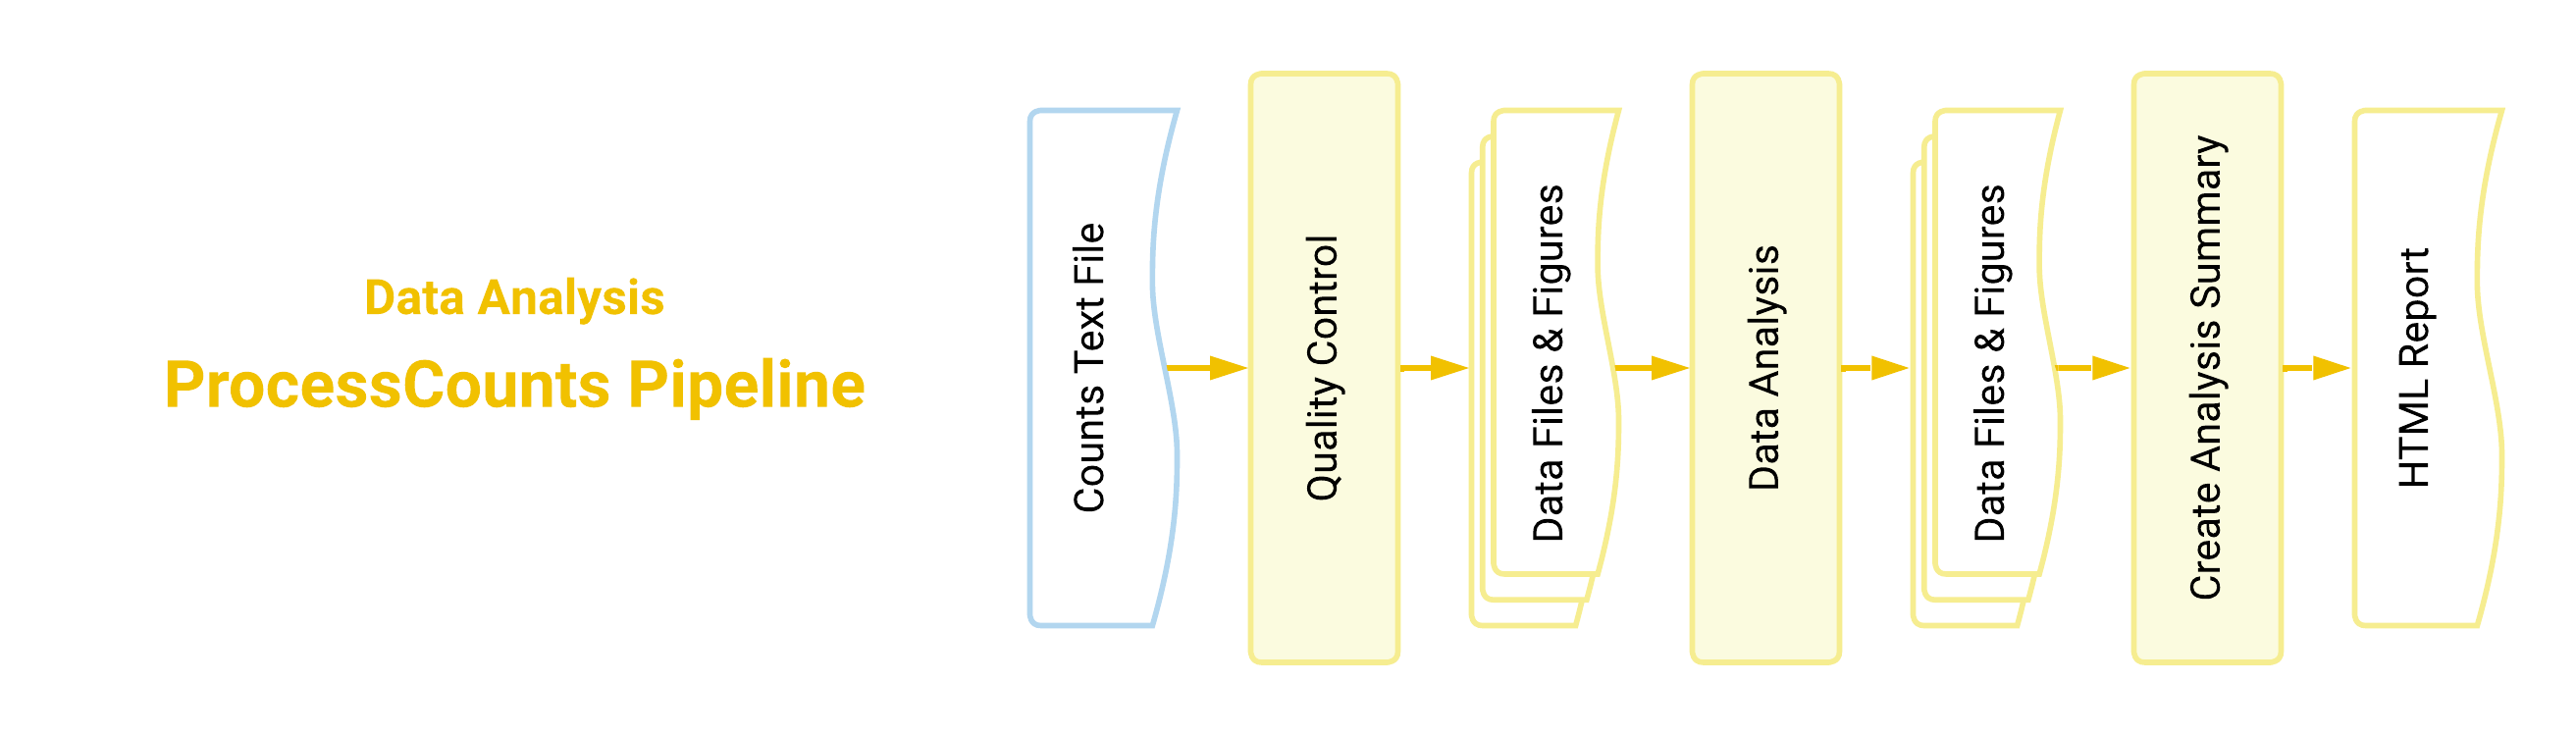 Data Analysis
ProcessCounts Pipeline
Counts Text File
Quality Control
Data Files & Figures
Data Analysis
Data Files & Figures
Create Analysis Summary
HTML Report